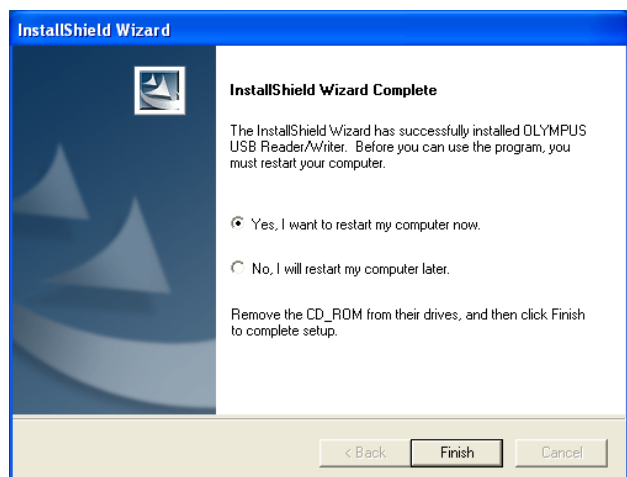 InstallShield Wizard
InstallShield Wizard Complete
The InstallShield Wizard has successfully installed OLYMPUS
USB Reader/Writer.  Before you can use the program, you
must restart your computer.
Yes, I want to restart my computer now.
No, I will restart my computer later.
Remove the CD_ROM from their drives, and then click Finish
to complete setup.
< Back Finish Cancel